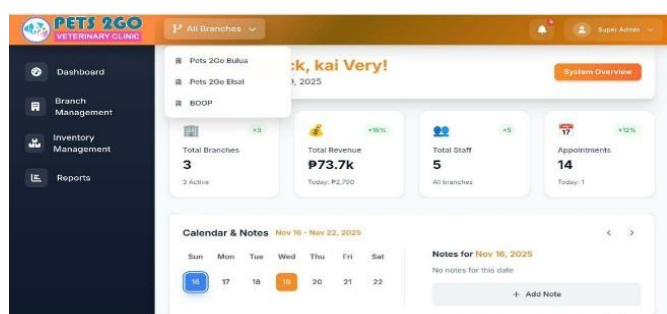 PETS 2GO
VETERINARY CLINIC
All Branches
Super Admin
Pets 2Go Bulua
Pets 2Go Elsal
BOOP
Dashboard
Branch
Management
Inventory
Management
Reports
ck, kai Very!
9, 2025
System Overview
+3
Total Branches
3
3 Active
+15%
Total Revenue
₱73.7k
Today: ₱2,700
+5
Total Staff
5
All branches
17
+12%
Appointments
14
Today: 1
Calendar & Notes Nov 16 - Nov 22, 2025
Sun Mon Tue Wed Thu Fri Sat
16 17 18 19 20 21 22
Notes for Nov 16, 2025
No notes for this date
+ Add Note